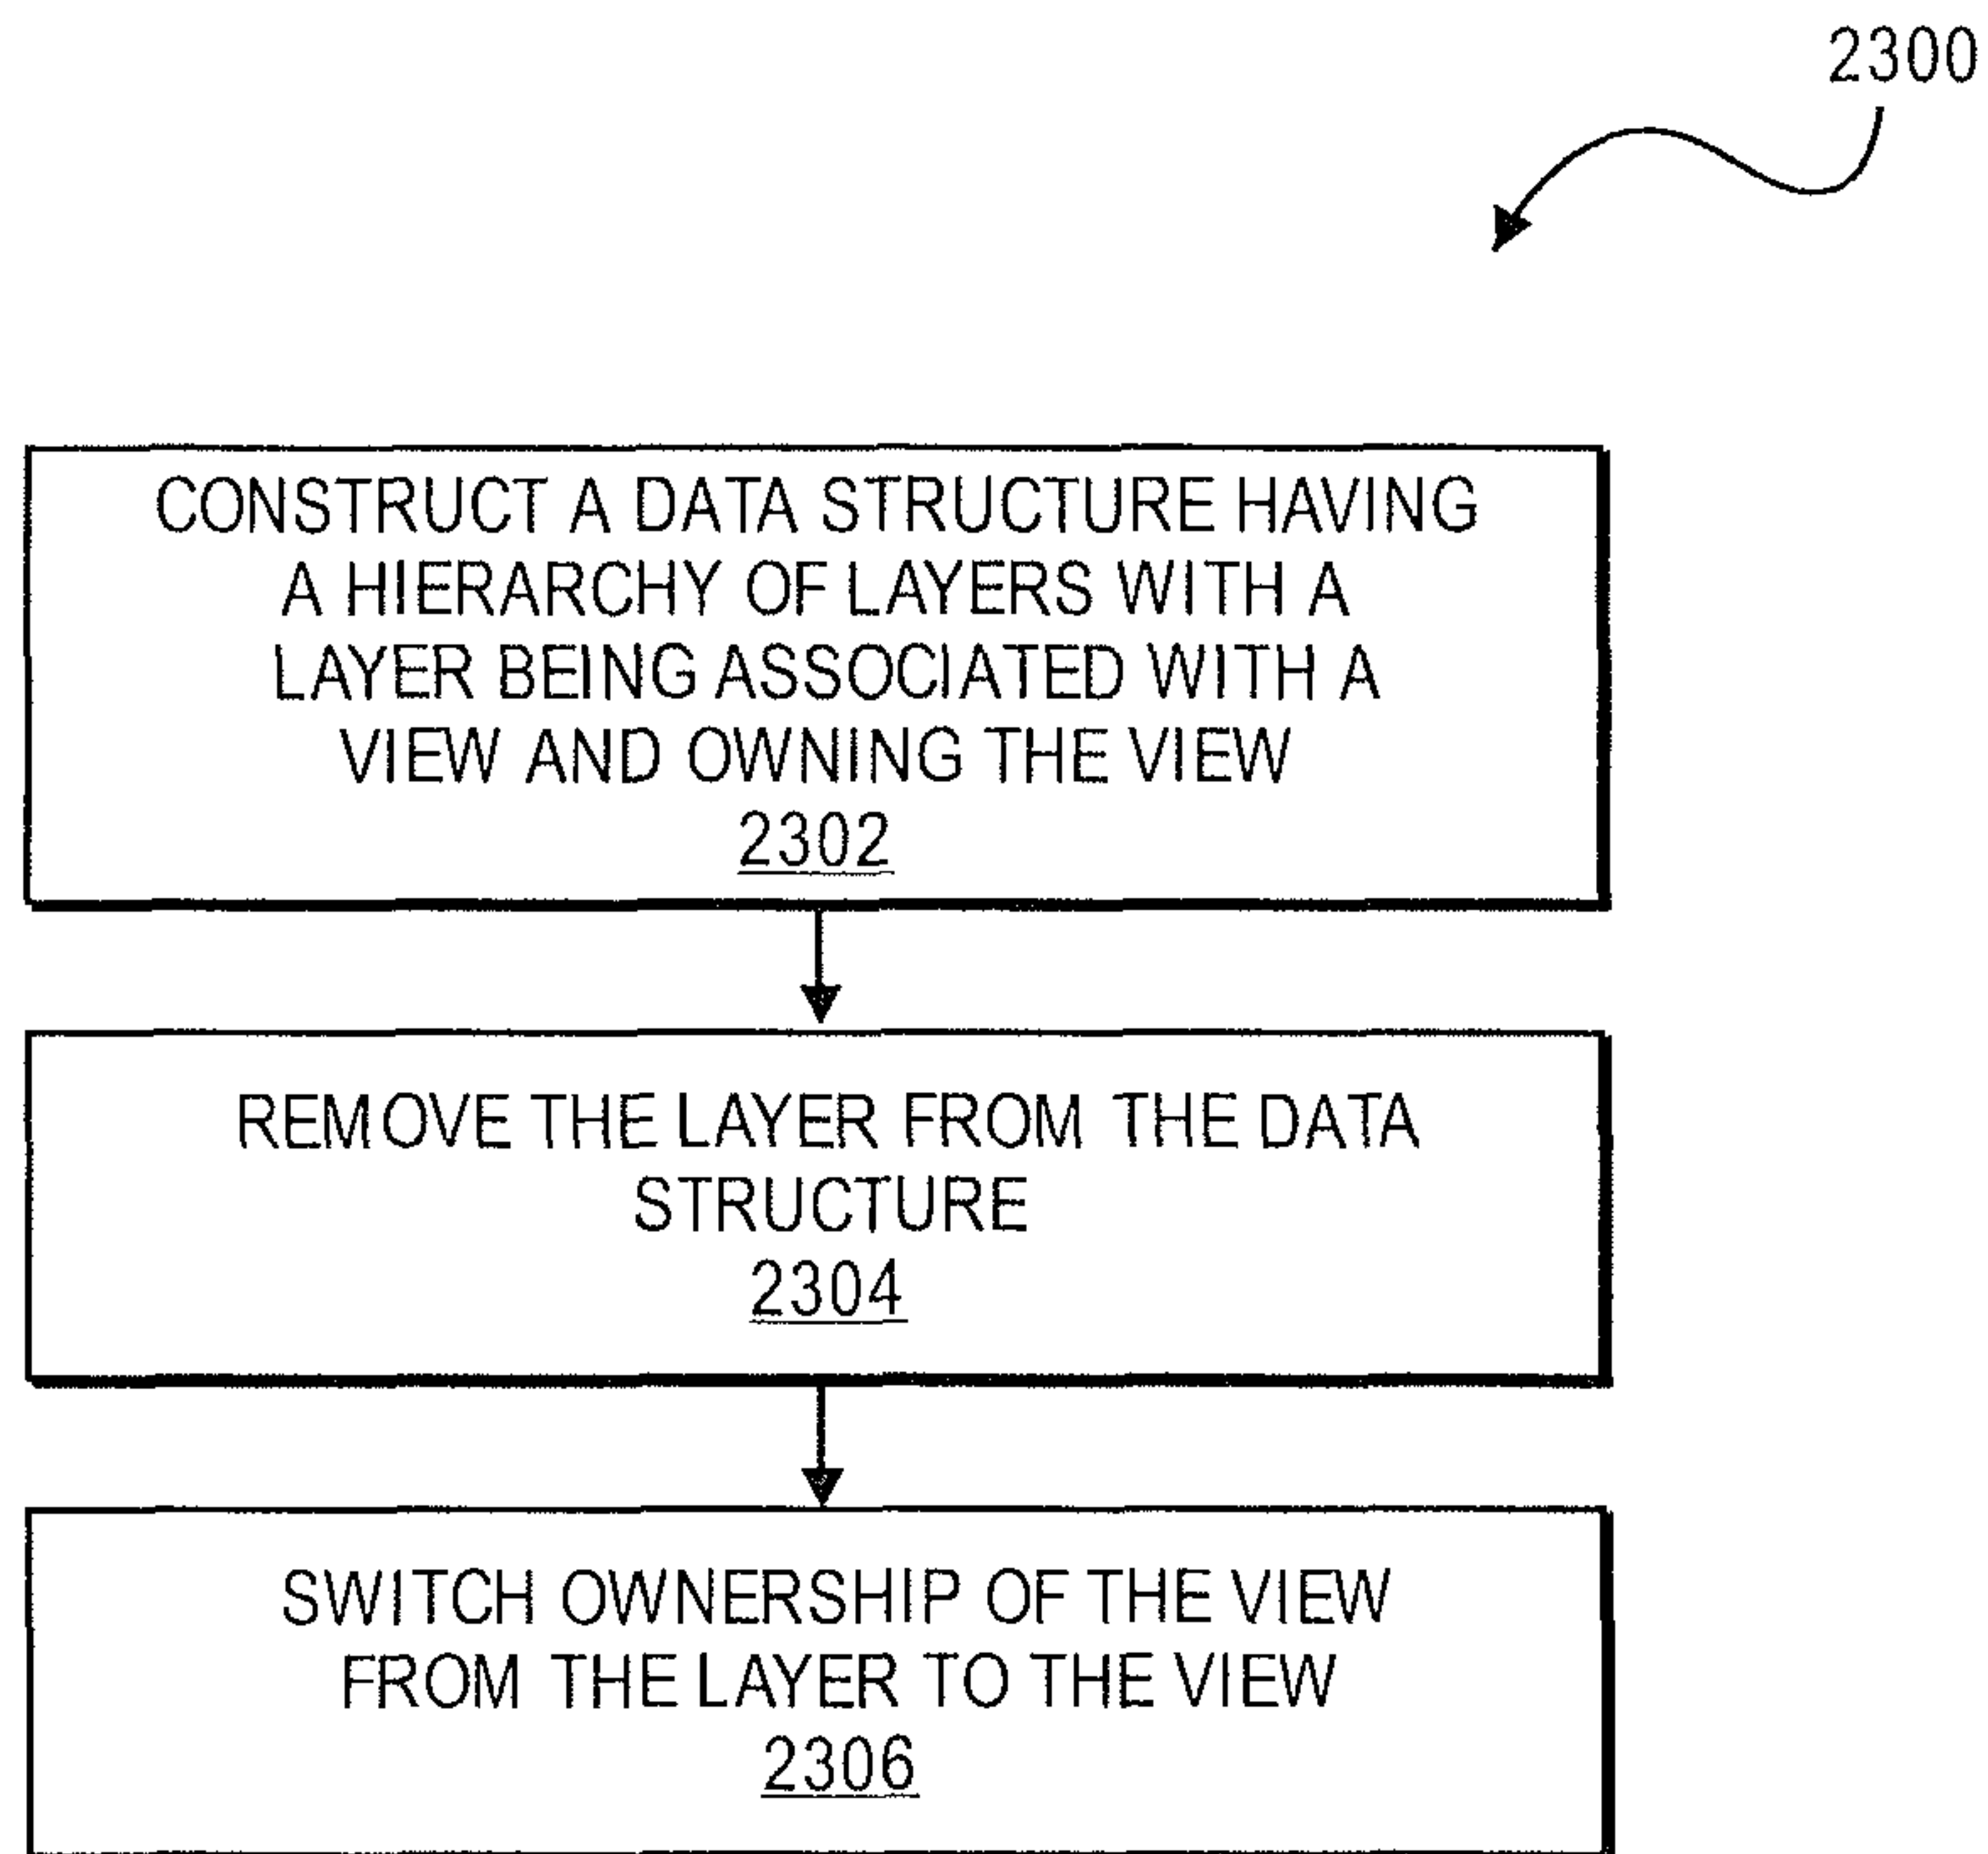 2300
CONSTRUCT A DATA STRUCTURE HAVING
A HIERARCHY OF LAYERS WITH A
LAYER BEING ASSOCIATED WITH A
VIEW AND OWNING THE VIEW
2302
REMOVE THE LAYER FROM THE DATA
STRUCTURE
2304
SWITCH OWNERSHIP OF THE VIEW
FROM THE LAYER TO THE VIEW
2306